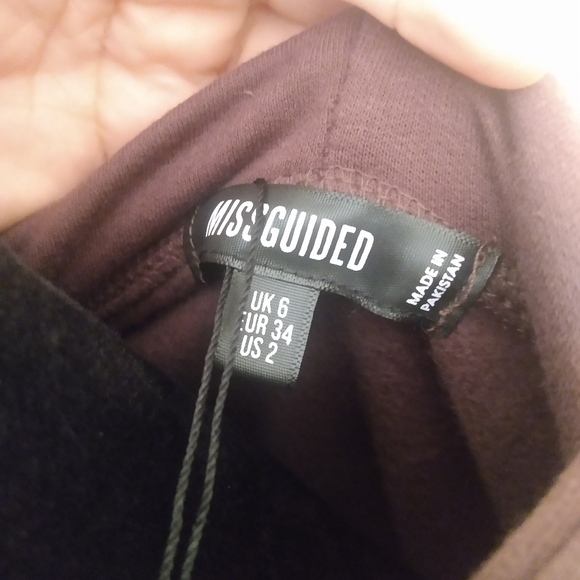 MISSGUIDED
MADE IN
PAKISTAN
UK 6
EUR 34
US 2